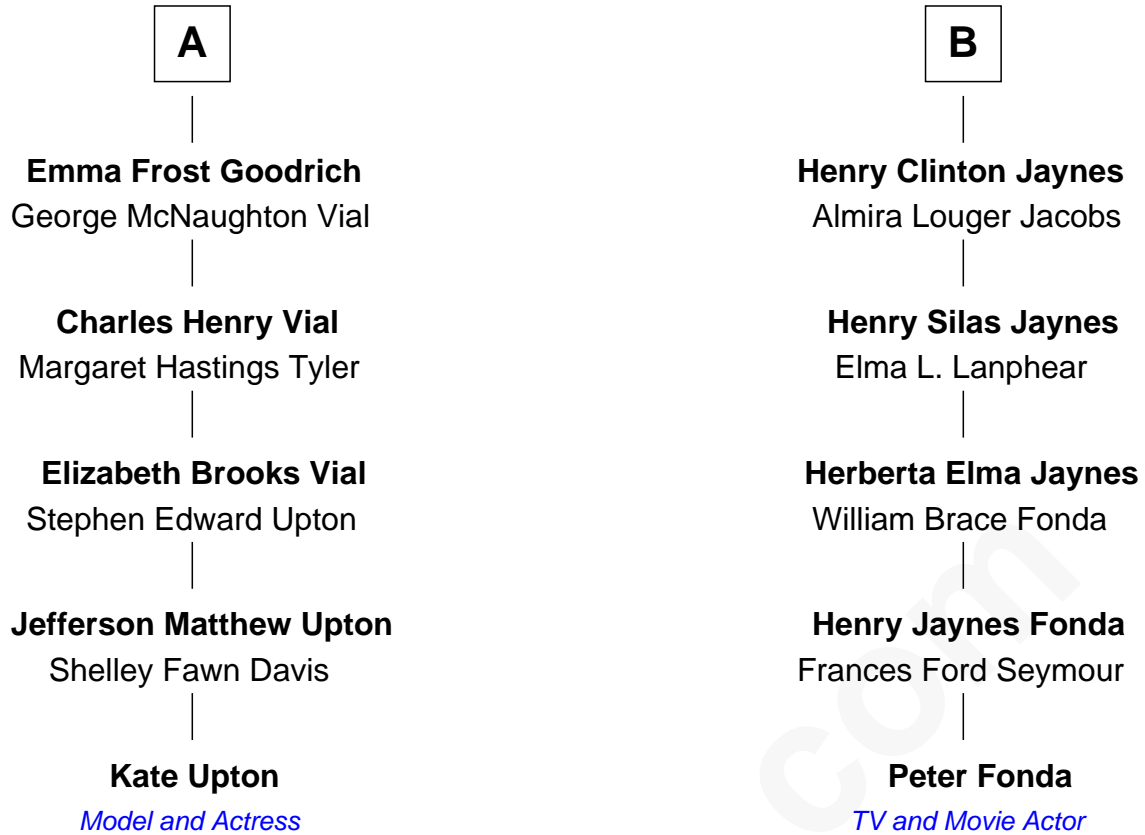 A
Emma Frost Goodrich
George McNaughton Vial
Charles Henry Vial
Margaret Hastings Tyler
Elizabeth Brooks Vial
Stephen Edward Upton
Jefferson Matthew Upton
Shelley Fawn Davis
Kate Upton
Model and Actress
B
Henry Clinton Jaynes
Almira Louger Jacobs
Henry Silas Jaynes
Elma L. Lanphear
Herberta Elma Jaynes
William Brace Fonda
Henry Jaynes Fonda
Frances Ford Seymour
Peter Fonda
TV and Movie Actor
com